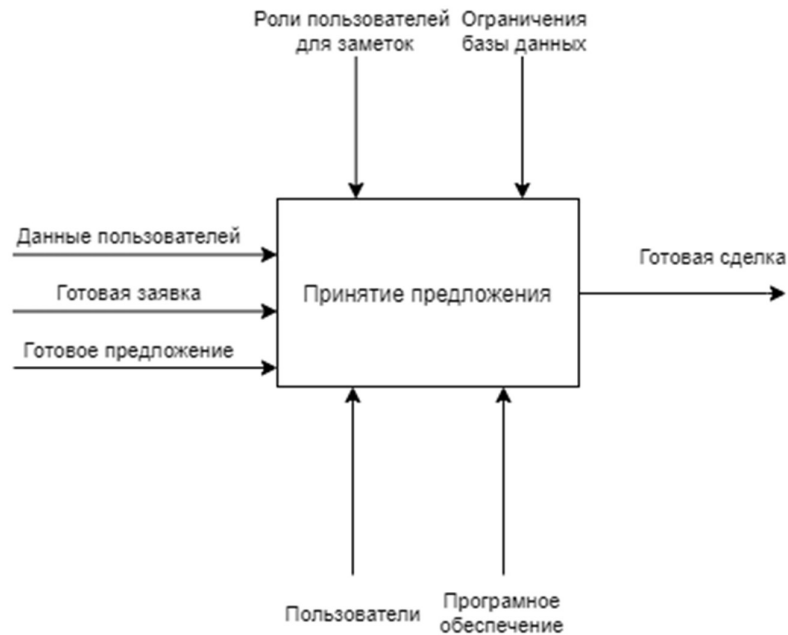 Роли пользователей
для заметок
Ограничения
базы данных
Данные пользователей
Готовая заявка
Готовое предложение
Принятие предложения
Готовая сделка
Пользователи
Програмное
обеспечение